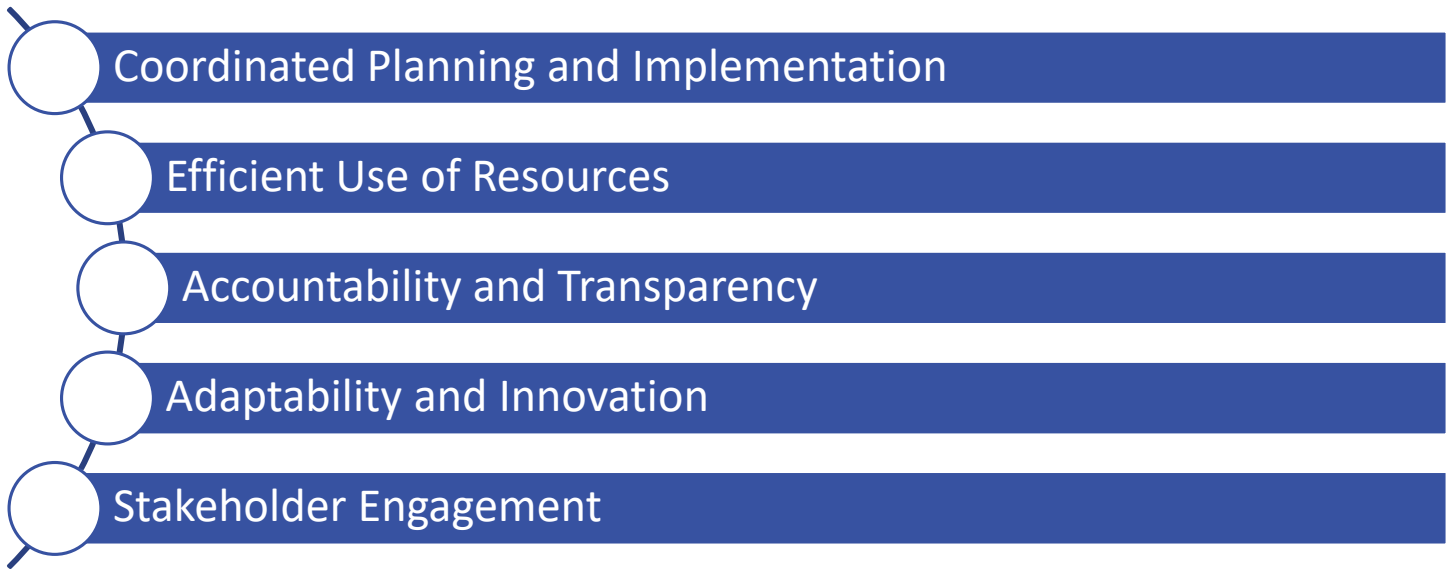 Coordinated Planning and Implementation
Efficient Use of Resources
Accountability and Transparency
Adaptability and Innovation
Stakeholder Engagement